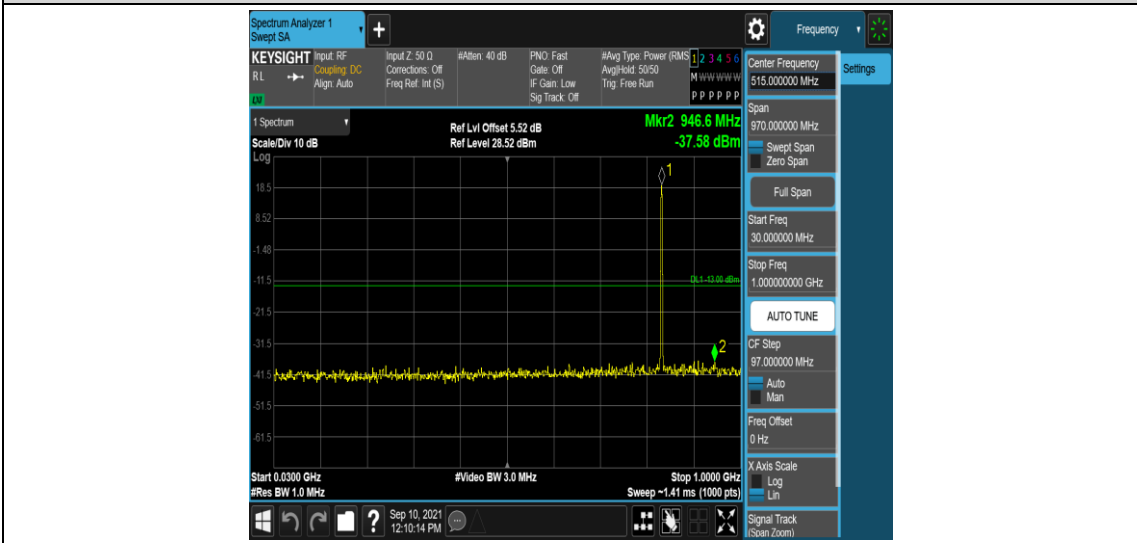 Spectrum Analyzer 1
Swept SA
+
Frequency
KEYSIGHT
RL
Input: RF
Coupling: DC
Align: Auto
Input Z: 50 Ω
Corrections: Off
Freq Ref: Int (S)
#Atten: 40 dB
PNO: Fast
Gate: Off
IF Gain: Low
Sig Track: Off
#Avg Type: Power (RMS
Avg|Hold: 50/50
Trig: Free Run
1 2 3 4 5 6
M W W W W W
P P P P P P
1 Spectrum
Scale/Div 10 dB
Log
Ref Lvl Offset 5.52 dB
Ref Level 28.52 dBm
Mkr2 946.6 MHz
-37.58 dBm
1
18.5
8.52
-1.48
-11.5
DL1 -13.00 dBm
-21.5
-31.5
2
-41.5
-51.5
-61.5
Start 0.0300 GHz
#Res BW 1.0 MHz
#Video BW 3.0 MHz
Stop 1.0000 GHz
Sweep ~1.41 ms (1000 pts)
?
Sep 10, 2021
12:10:14 PM
Center Frequency
515.000000 MHz
Settings
Span
970.000000 MHz
Swept Span
Zero Span
Full Span
Start Freq
30.000000 MHz
Stop Freq
1.000000000 GHz
AUTO TUNE
CF Step
97.000000 MHz
Auto
Man
Freq Offset
0 Hz
X Axis Scale
Log
Lin
Signal Track
(Span Zoom)